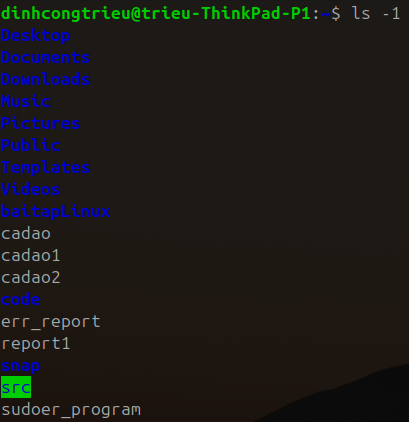 dinhcongtrieu@trieu-ThinkPad-P1:~$ ls -1
Desktop
Documents
Downloads
Music
Pictures
Public
Templates
Videos
baitapLinux
cadao
cadao1
cadao2
code
err_report
report1
snap
src
sudoer_program